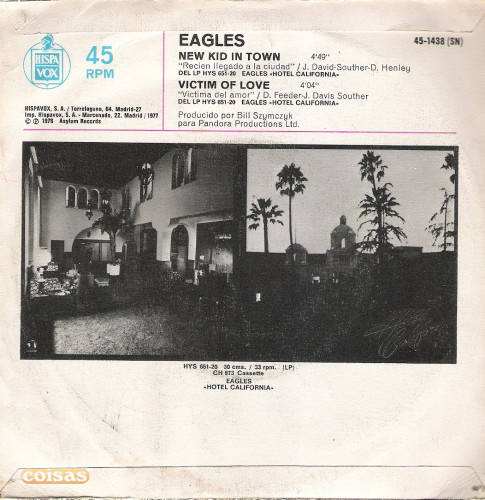 HISPA
VOX
45
RPM
HISPAVOX, S. A. / Torrelaguna, 64. Madrid-27
Imp. Hispavox, S. A. - Marcenado, 22. Madrid / 1977
© ℗ 1976 Asylum Records
EAGLES
45-1438 (SN)
NEW KID IN TOWN 4'49"
"Recien llegado a la ciudad" / J. David-Souther-D. Henley
DEL LP HYS 651-20 EAGLES «HOTEL CALIFORNIA»
VICTIM OF LOVE 4'04"
"Victima del amor" / D. Feeder-J. Davis Souther
DEL LP HYS 651-20 EAGLES «HOTEL CALIFORNIA»
Producido por Bill Szymczyk
para Pandora Productions Ltd.
HYS 651-20 30 cms. / 33 rpm. (LP)
CH 973 Cassette
EAGLES
«HOTEL CALIFORNIA»
coisas